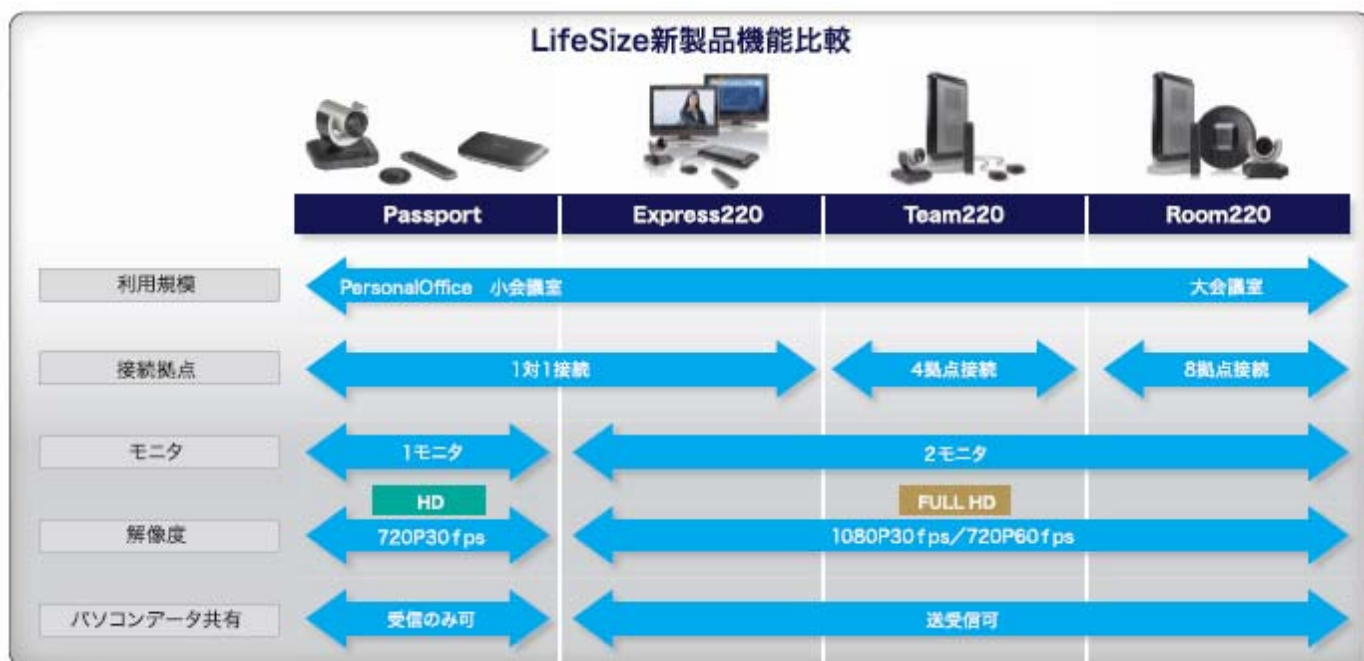 LifeSize新製品機能比較
Passport Express220 Team220 Room220
利用規模 PersonalOffice 小会議室 大会議室
接続拠点 1対1接続 4拠点接続 8拠点接続
モニタ 1モニタ 2モニタ
HD FULL HD
解像度 720P30fps 1080P30fps／720P60fps
パソコンデータ共有 受信のみ可 送受信可